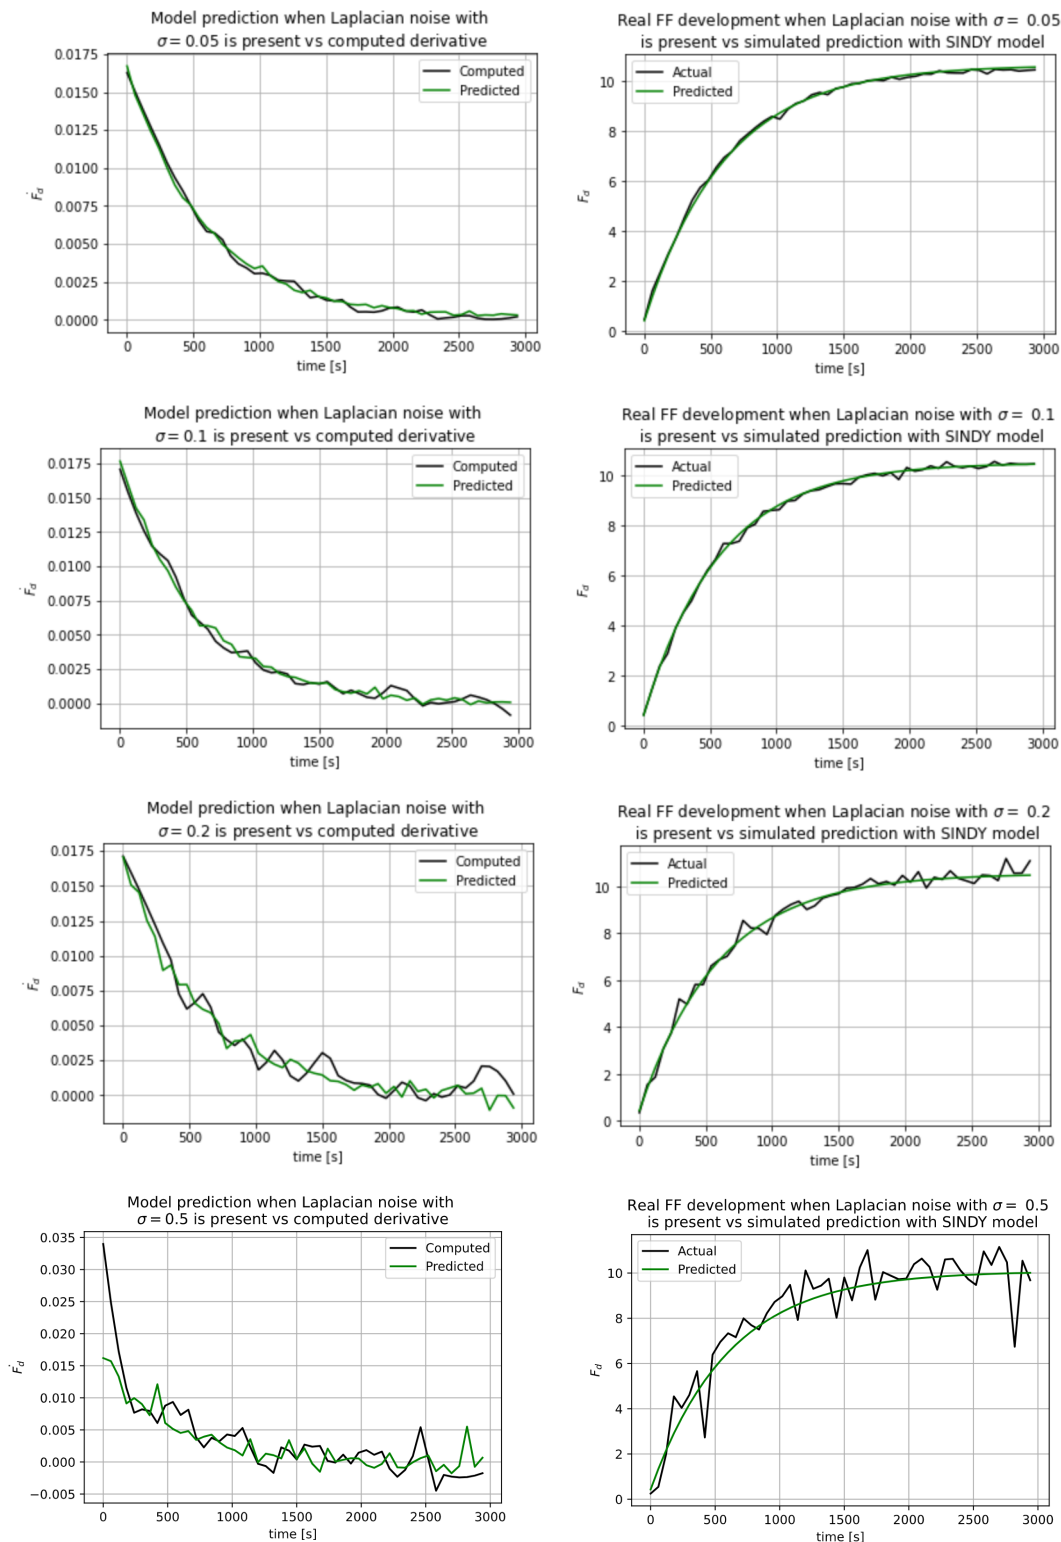 Model prediction when Laplacian noise with
σ = 0.05 is present vs computed derivative
0.0175
0.0150
0.0125
0.0100
0.0075
0.0050
0.0025
0.0000
Ḟd
Computed
Predicted
0 500 1000 1500 2000 2500 3000
time [s]
Real FF development when Laplacian noise with σ = 0.05
is present vs simulated prediction with SINDY model
10
8
6
4
2
0
Fd
Actual
Predicted
0 500 1000 1500 2000 2500 3000
time [s]
Model prediction when Laplacian noise with
σ = 0.1 is present vs computed derivative
0.0175
0.0150
0.0125
0.0100
0.0075
0.0050
0.0025
0.0000
Ḟd
Computed
Predicted
0 500 1000 1500 2000 2500 3000
time [s]
Real FF development when Laplacian noise with σ = 0.1
is present vs simulated prediction with SINDY model
10
8
6
4
2
0
Fd
Actual
Predicted
0 500 1000 1500 2000 2500 3000
time [s]
Model prediction when Laplacian noise with
σ = 0.2 is present vs computed derivative
0.0175
0.0150
0.0125
0.0100
0.0075
0.0050
0.0025
0.0000
Ḟd
Computed
Predicted
0 500 1000 1500 2000 2500 3000
time [s]
Real FF development when Laplacian noise with σ = 0.2
is present vs simulated prediction with SINDY model
10
8
6
4
2
0
Fd
Actual
Predicted
0 500 1000 1500 2000 2500 3000
time [s]
Model prediction when Laplacian noise with
σ = 0.5 is present vs computed derivative
0.035
0.030
0.025
0.020
0.015
0.010
0.005
0.000
−0.005
Ḟd
Computed
Predicted
0 500 1000 1500 2000 2500 3000
time [s]
Real FF development when Laplacian noise with σ = 0.5
is present vs simulated prediction with SINDY model
10
8
6
4
2
0
Fd
Actual
Predicted
0 500 1000 1500 2000 2500 3000
time [s]